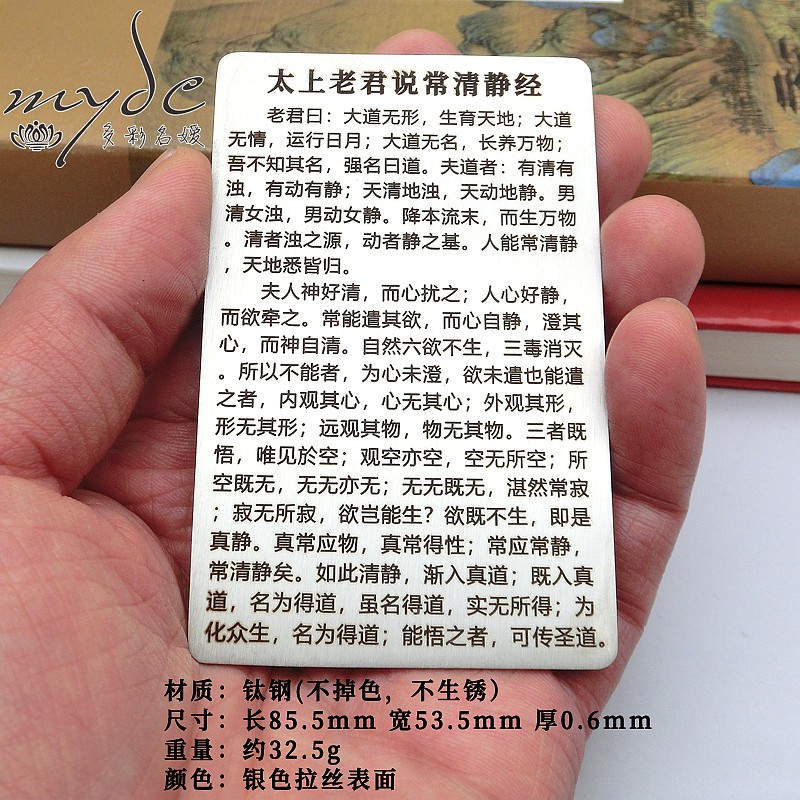 myde
多彩名媛
太上老君说常清静经
老君曰：大道无形，生育天地；大道
无情，运行日月；大道无名，长养万物；
吾不知其名，强名曰道。夫道者：有清有
浊，有动有静；天清地浊，天动地静。男
清女浊，男动女静。降本流末，而生万物
。清者浊之源，动者静之基。人能常清静
，天地悉皆归。
夫人神好清，而心扰之；人心好静，
而欲牵之。常能遣其欲，而心自静，澄其
心，而神自清。自然六欲不生，三毒消灭
。所以不能者，为心未澄，欲未遣也能遣
之者，内观其心，心无其心；外观其形，
形无其形；远观其物，物无其物。三者既
悟，唯见於空；观空亦空，空无所空；所
空既无，无无亦无；无无既无，湛然常寂
；寂无所寂，欲岂能生？欲既不生，即是
真静。真常应物，真常得性；常应常静，
常清静矣。如此清静，渐入真道；既入真
道，名为得道，虽名得道，实无所得；为
化众生，名为得道；能悟之者，可传圣道。
材质：钛钢(不掉色，不生锈）
尺寸：长85.5mm 宽53.5mm 厚0.6mm
重量：约32.5g
颜色：银色拉丝表面